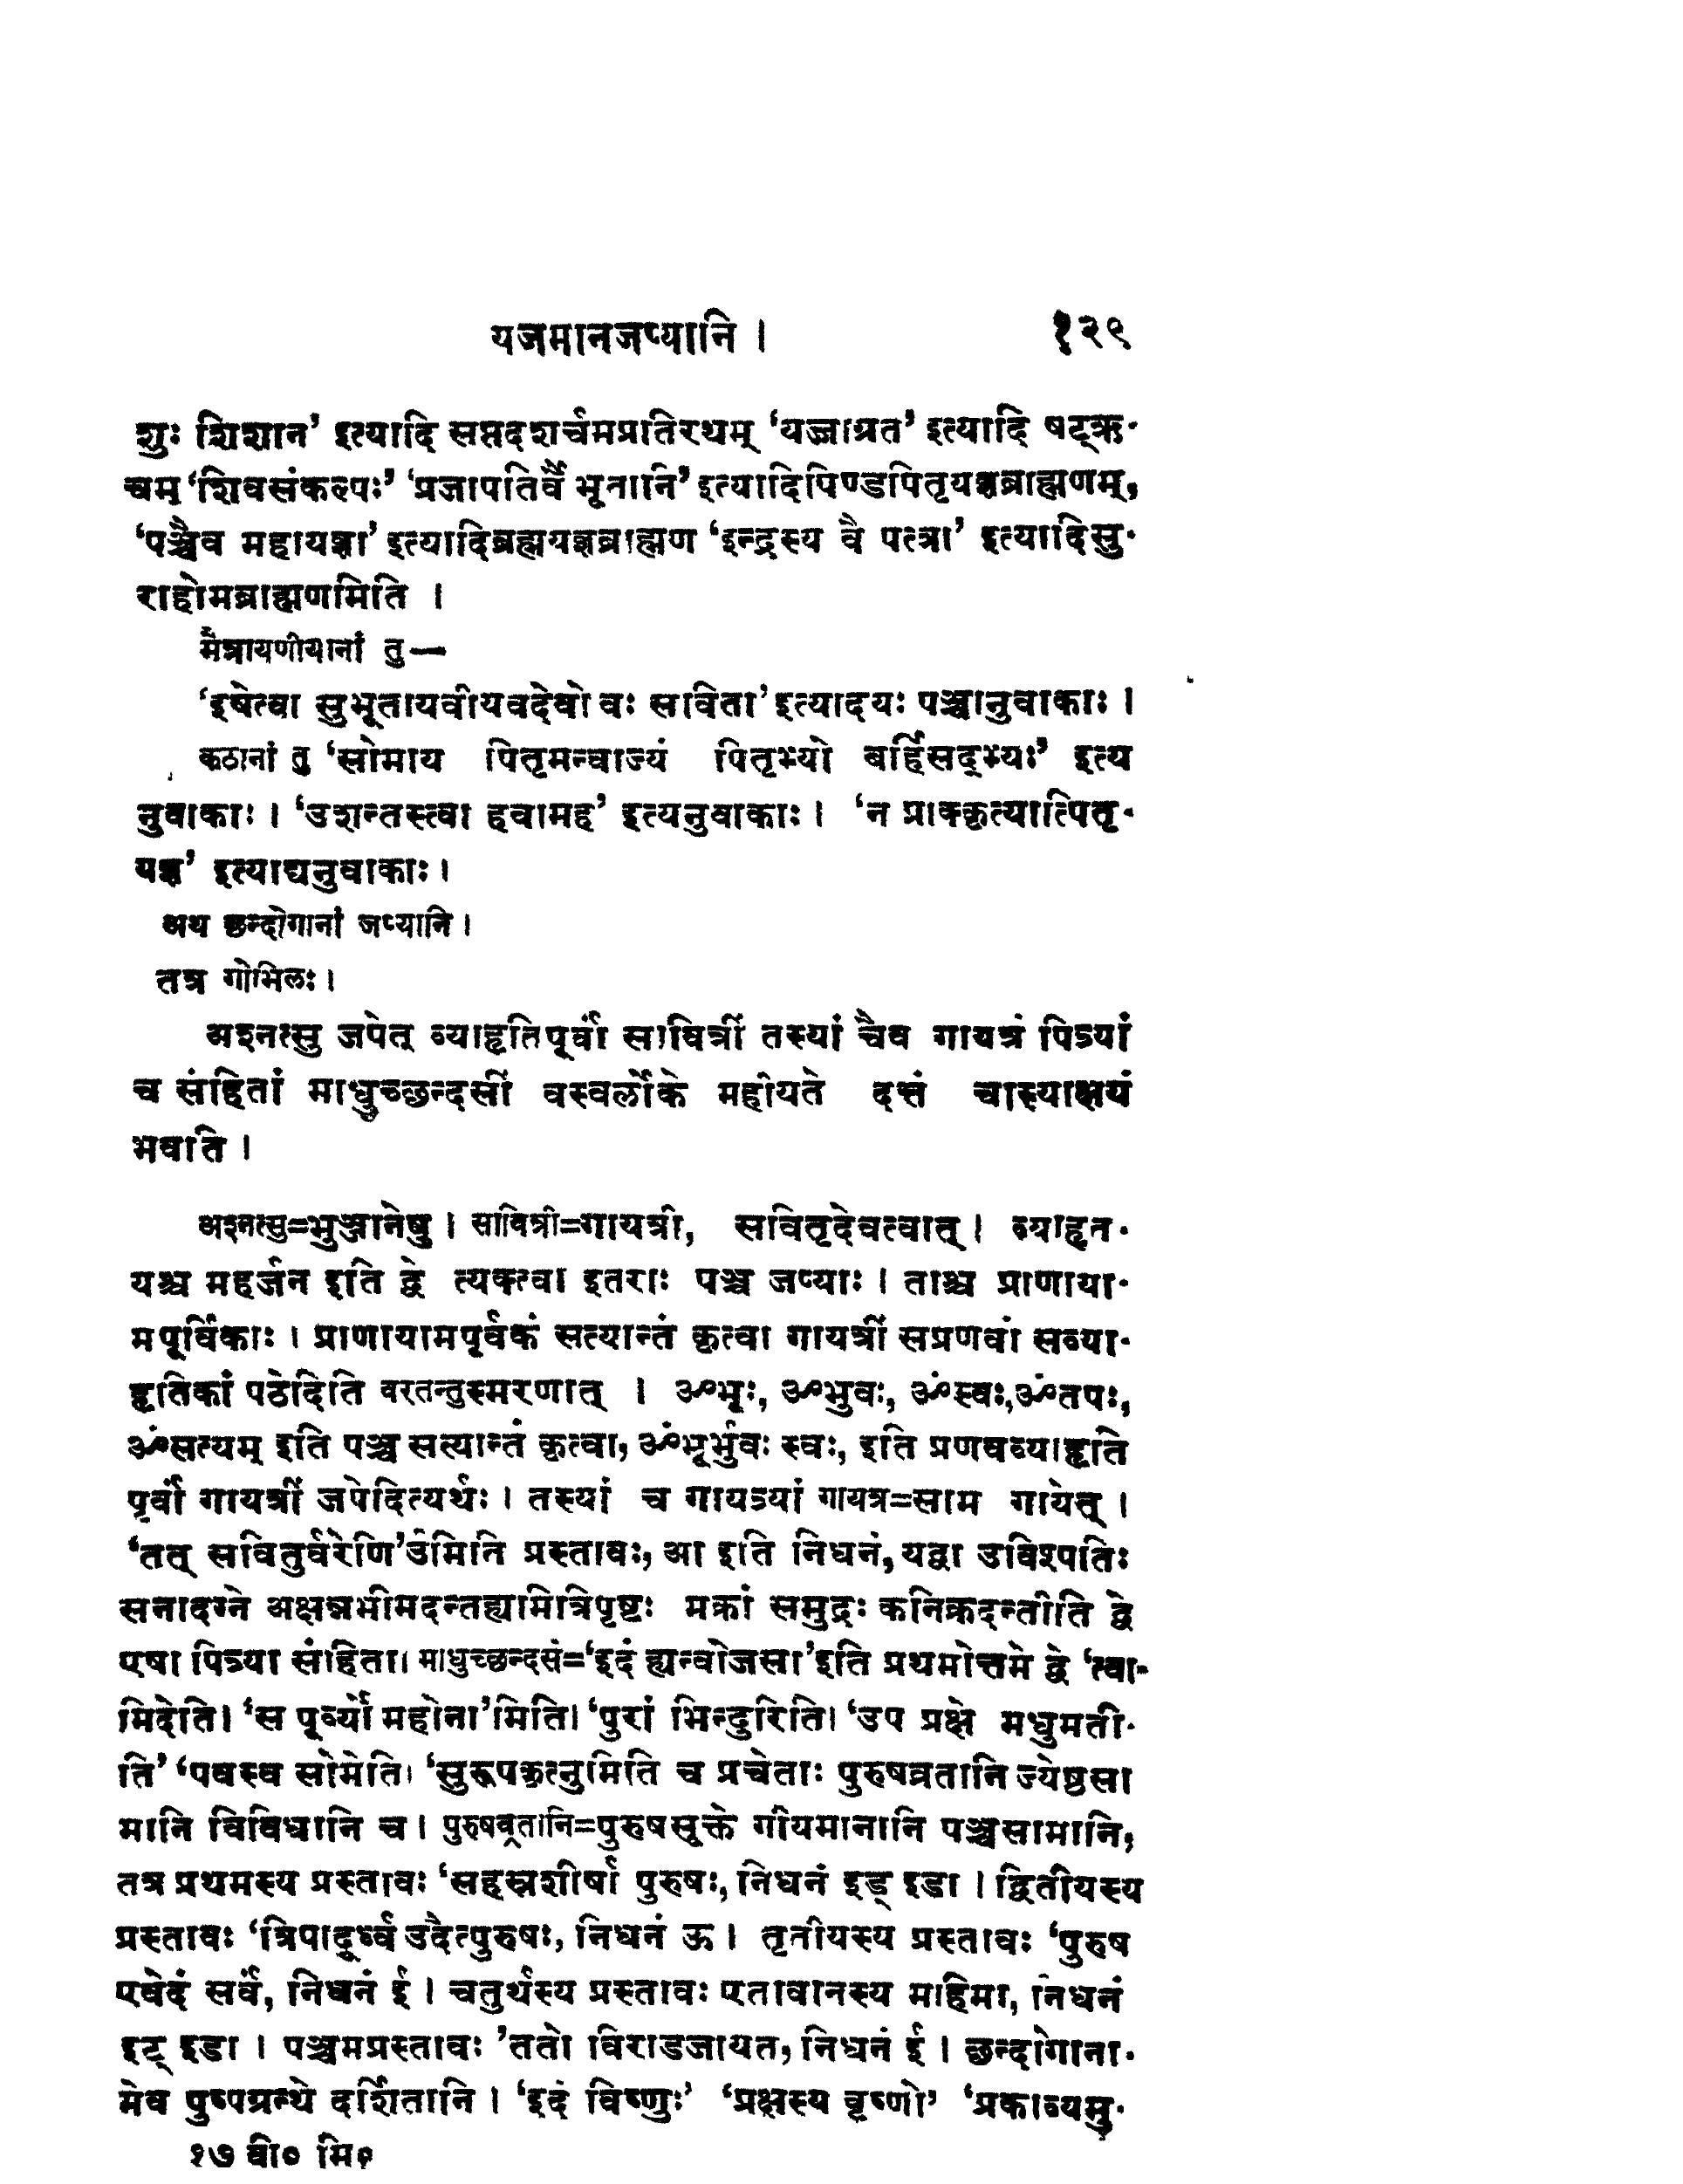 यजमानजप्यानि । १२९
शुः शिशान’ इत्यादि सप्तदशर्चमप्रतिरथम् ‘यज्जाग्रत’ इत्यादि षट्ऋ-
चम् ‘शिवसंकल्पः’ ‘प्रजापतिर्वै भूतानि’ इत्यादिपिण्डपितृयज्ञब्राह्मणम्,
‘पञ्चैव महायज्ञा’ इत्यादिब्रह्मयज्ञब्राह्मण ‘इन्द्रस्य वै पत्त्रा’ इत्यादिसु-
राहोमब्राह्मणमिति ।
मैत्रायणीयानां तु—
‘इषेत्वा सुभूतायवीयवदेवो वः सविता’ इत्यादयः पञ्चानुवाकाः ।
कठानां तु ‘सोमाय पितृमन्वाज्यं पितृभ्यो बर्हिसद्भ्यः’ इत्य
नुवाकाः । ‘उशन्तस्त्वा हवामह’ इत्यनुवाकाः । ‘न प्राक्कृत्यात्पितृ-
यज्ञ’ इत्याद्यनुवाकाः ।
अथ छन्दोगानां जप्यानि ।
तत्र गोभिलः ।
अश्नत्सु जपेत् व्याहृतिपूर्वां सावित्रीं तस्यां चैव गायत्रं पित्र्यां
च संहितां माधुच्छन्दसीं वस्वर्लोके महीयते दत्तं चास्याक्षयं
भवति ।
अश्नत्सु=भुञ्जानेषु । सावित्री=गायत्री, सवितृदेवत्वात् । व्याहृत-
यश्च महर्जन इति द्वे त्यक्त्वा इतराः पञ्च जप्याः । ताश्च प्राणाया-
मपूर्विकाः । प्राणायामपूर्वकं सत्यान्तं कृत्वा गायत्रीं सप्रणवां सव्या-
हृतिकां पठेदिति वरतन्तुस्मरणात् । ॐभूः, ॐभुवः, ॐस्वः,ॐतपः,
ॐसत्यम् इति पञ्च सत्यान्तं कृत्वा, ॐभूर्भुवः स्वः, इति प्रणवव्याहृति
पूर्वां गायत्रीं जपेदित्यर्थः । तस्यां च गायत्र्यां गायत्र=साम गायेत् ।
‘तत् सवितुर्वरेणि’उमिति प्रस्तावः, आ इति निधनं, यद्वा उविश्पतिः
सनादग्ने अक्षन्नमीमदन्तह्यमित्रिपृष्टः मक्रां समुद्रः कनिक्रदन्तीति द्वे
एषा पित्र्या संहिता। माधुच्छन्दसं=‘इदं ह्यन्वोजसा’इति प्रथमोत्तमे द्वे ‘त्वा-
मिदेति। ‘स पूर्व्यो महोना’मिति। ‘पुरां भिन्दुरिति। ‘उप प्रक्षे मधुमती-
ति’ ‘पवस्व सोमेति। ‘सुरूपकृत्नुमिति च प्रचेताः पुरुषव्रतानि ज्येष्ठसा
मानि विविधानि च । पुरुषव्रतानि=पुरुषसूक्ते गीयमानानि पञ्चसामानि,
तत्र प्रथमस्य प्रस्तावः ‘सहस्रशीर्षा पुरुषः, निधनं इड् इडा । द्वितीयस्य
प्रस्तावः ‘त्रिपादूर्ध्व उदैत्पुरुषः, निधनं ऊ । तृतीयस्य प्रस्तावः ‘पुरुष
एवेदं सर्वं, निधनं ई । चतुर्थस्य प्रस्तावः एतावानस्य महिमा, निधनं
इट् इडा । पञ्चमप्रस्तावः ’ततो विराडजायत, निधनं ई । छन्दोगाना-
मेव पुष्पग्रन्थे दर्शितानि । ‘इदं विष्णुः’ ‘प्रक्षस्य वृष्णो’ ‘प्रकाव्यमु-
१७ वी० मि०